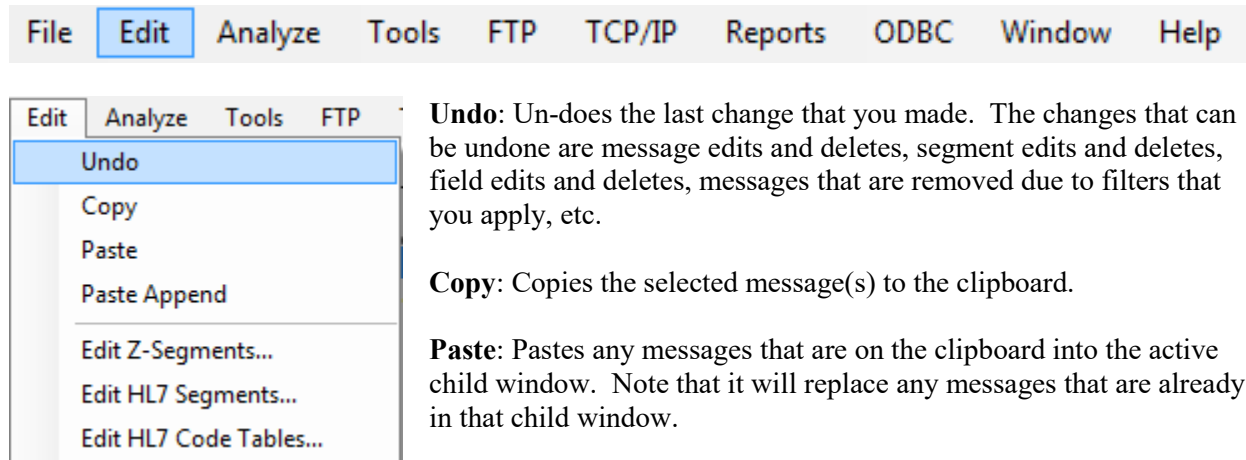 File Edit Analyze Tools FTP TCP/IP Reports ODBC Window Help
Edit Analyze Tools FTP
Undo
Copy
Paste
Paste Append
Edit Z-Segments...
Edit HL7 Segments...
Edit HL7 Code Tables...
Undo: Un-does the last change that you made.  The changes that can
be undone are message edits and deletes, segment edits and deletes,
field edits and deletes, messages that are removed due to filters that
you apply, etc.
Copy: Copies the selected message(s) to the clipboard.
Paste: Pastes any messages that are on the clipboard into the active
child window.  Note that it will replace any messages that are already
in that child window.